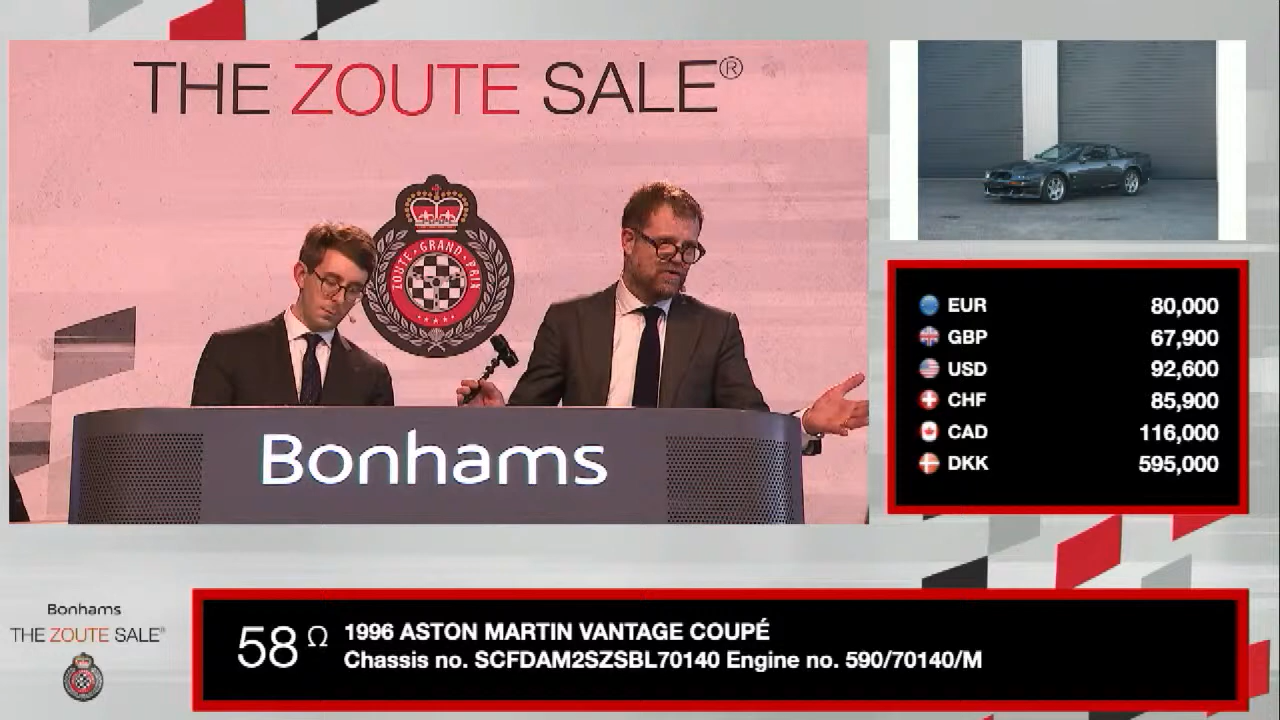 THE ZOUTE SALE®
ZOUTE · GRAND · PRIX
Bonhams
EUR 80,000
GBP 67,900
USD 92,600
CHF 85,900
CAD 116,000
DKK 595,000
Bonhams
THE ZOUTE SALE®
58 Ω
1996 ASTON MARTIN VANTAGE COUPÉ
Chassis no. SCFDAM2SZSBL70140 Engine no. 590/70140/M